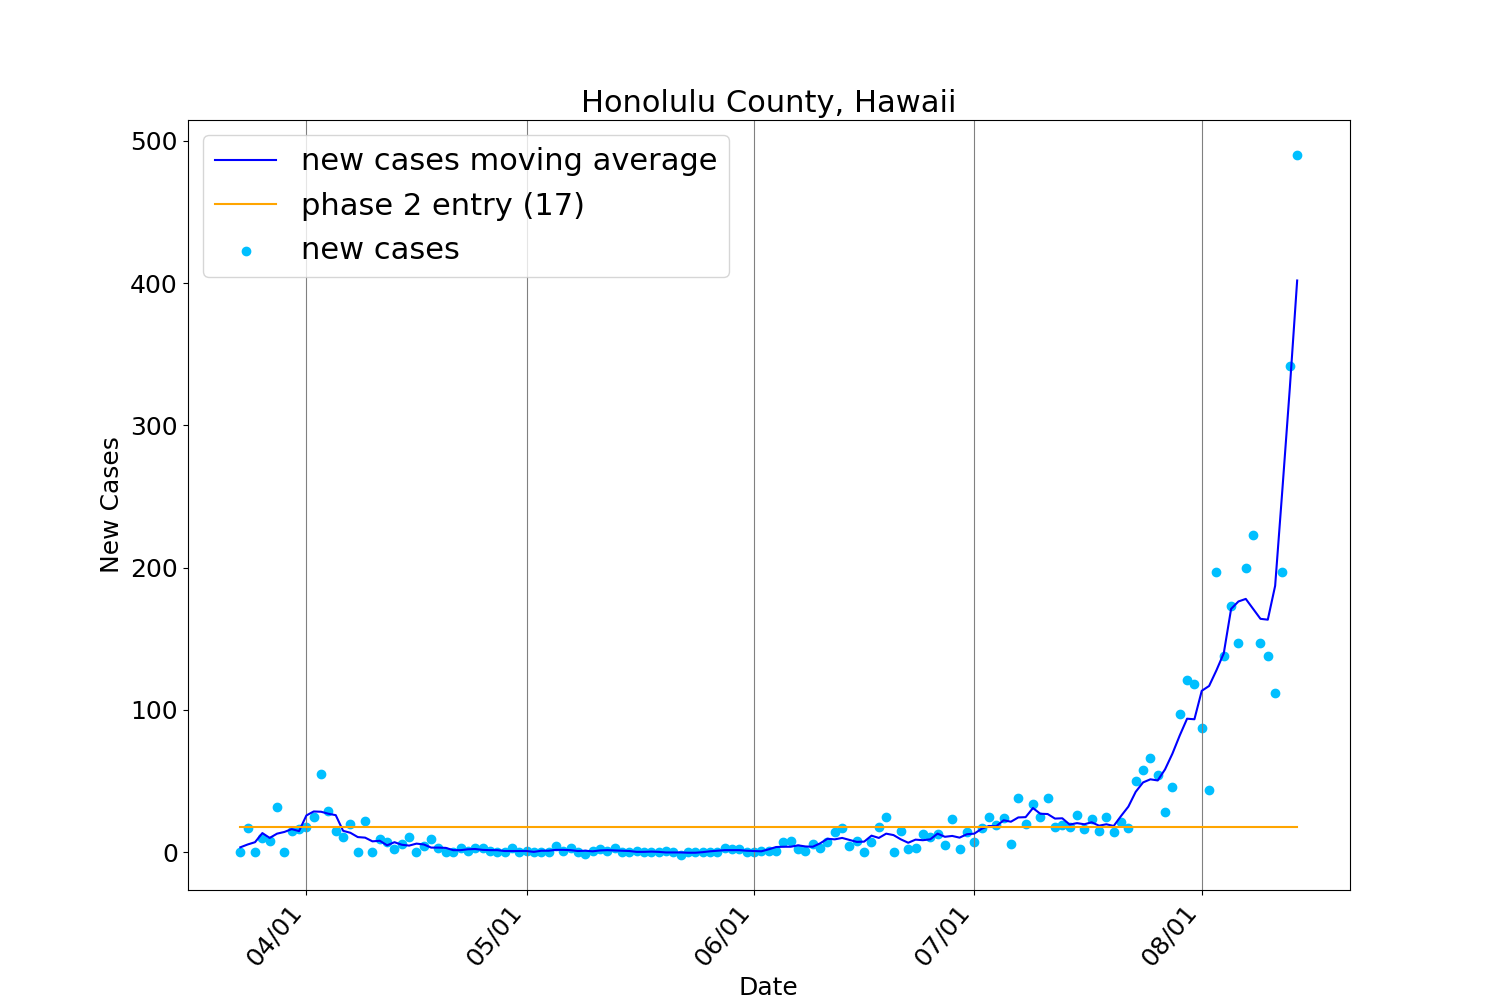 Honolulu County, Hawaii
500
400
300
200
100
0
New Cases
new cases moving average
phase 2 entry (17)
new cases
04/01
05/01
06/01
07/01
08/01
Date